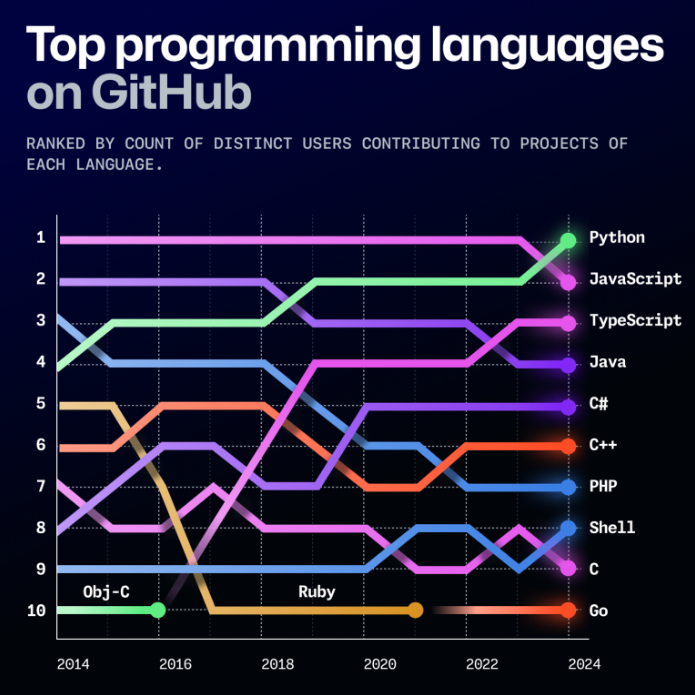 Top programming languages
on GitHub
RANKED BY COUNT OF DISTINCT USERS CONTRIBUTING TO PROJECTS OF
EACH LANGUAGE.
1 Python
2 JavaScript
3 TypeScript
4 Java
5 C#
6 C++
7 PHP
8 Shell
9 C
Obj-C Ruby
10 Go
2014 2016 2018 2020 2022 2024